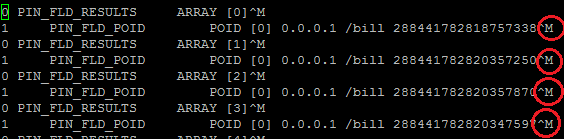 0 PIN_FLD_RESULTS ARRAY [0]^M
1 PIN_FLD_POID POID [0] 0.0.0.1 /bill 288441782818757338^M
0 PIN_FLD_RESULTS ARRAY [1]^M
1 PIN_FLD_POID POID [0] 0.0.0.1 /bill 288441782820357250^M
0 PIN_FLD_RESULTS ARRAY [2]^M
1 PIN_FLD_POID POID [0] 0.0.0.1 /bill 288441782820357870^M
0 PIN_FLD_RESULTS ARRAY [3]^M
1 PIN_FLD_POID POID [0] 0.0.0.1 /bill 288441782820347597^M